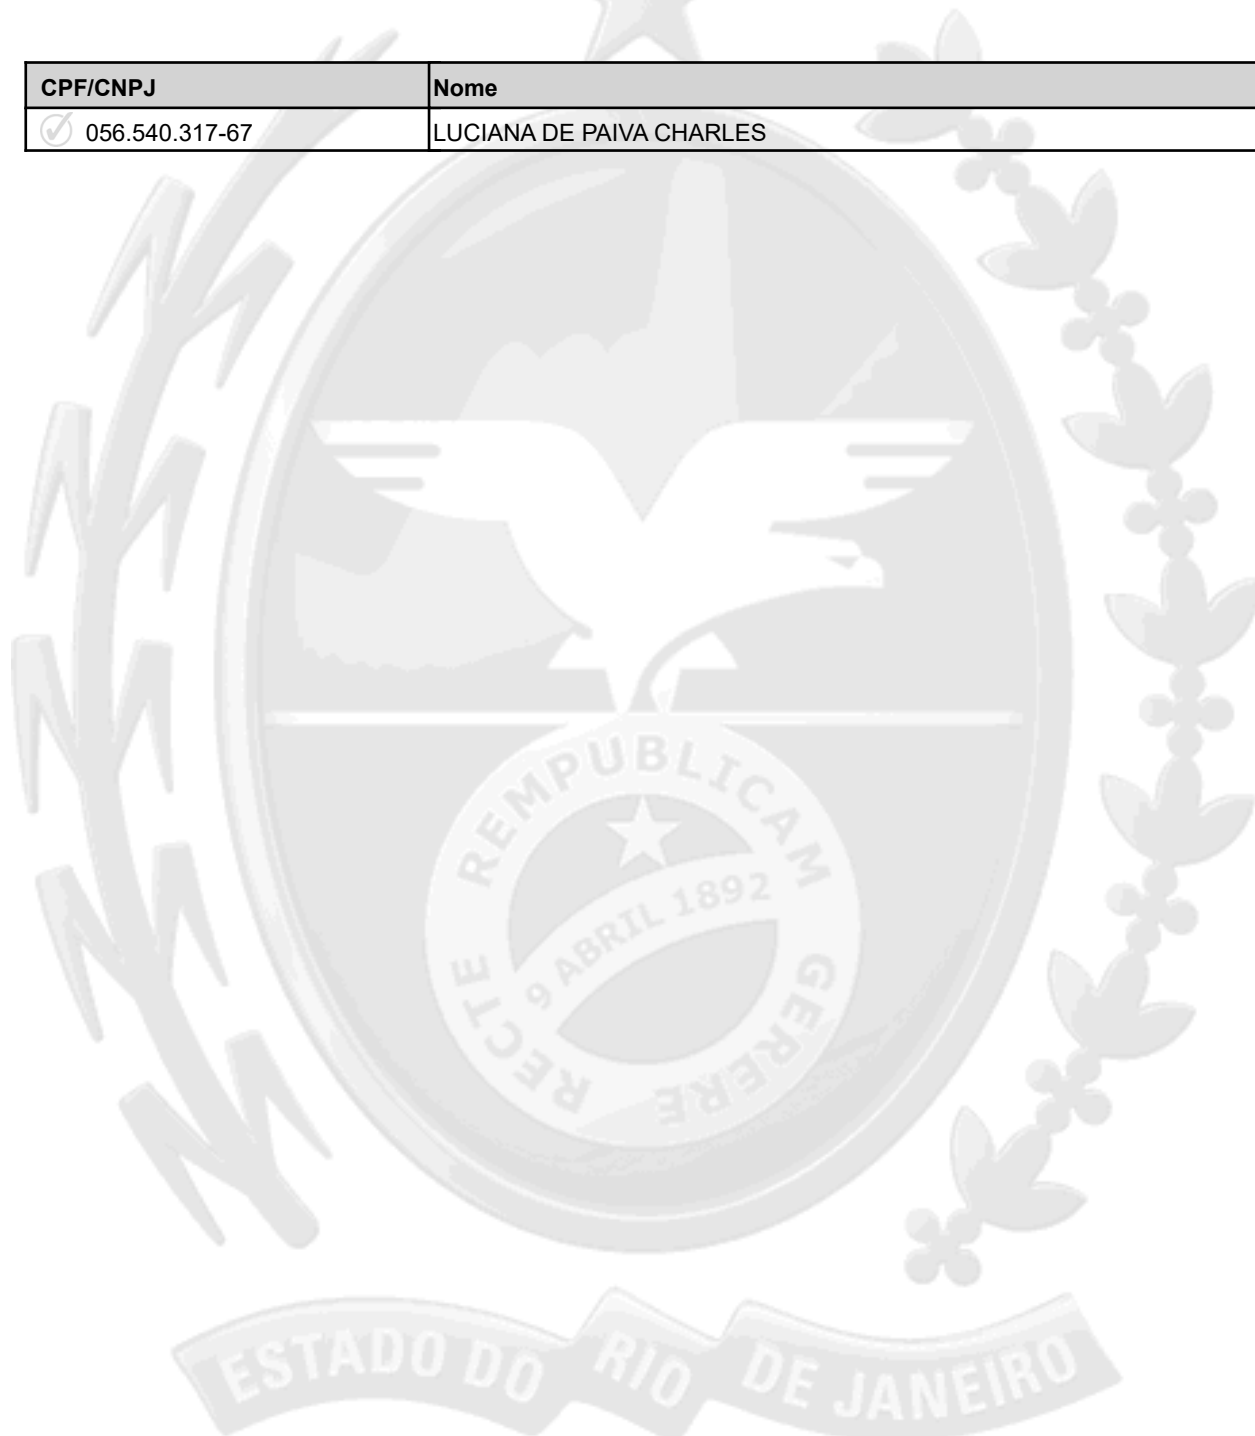 CPF/CNPJ Nome
056.540.317-67 LUCIANA DE PAIVA CHARLES
REMPUBLICAM
9 ABRIL 1892
RECTE GERERE
ESTADO DO RIO DE JANEIRO